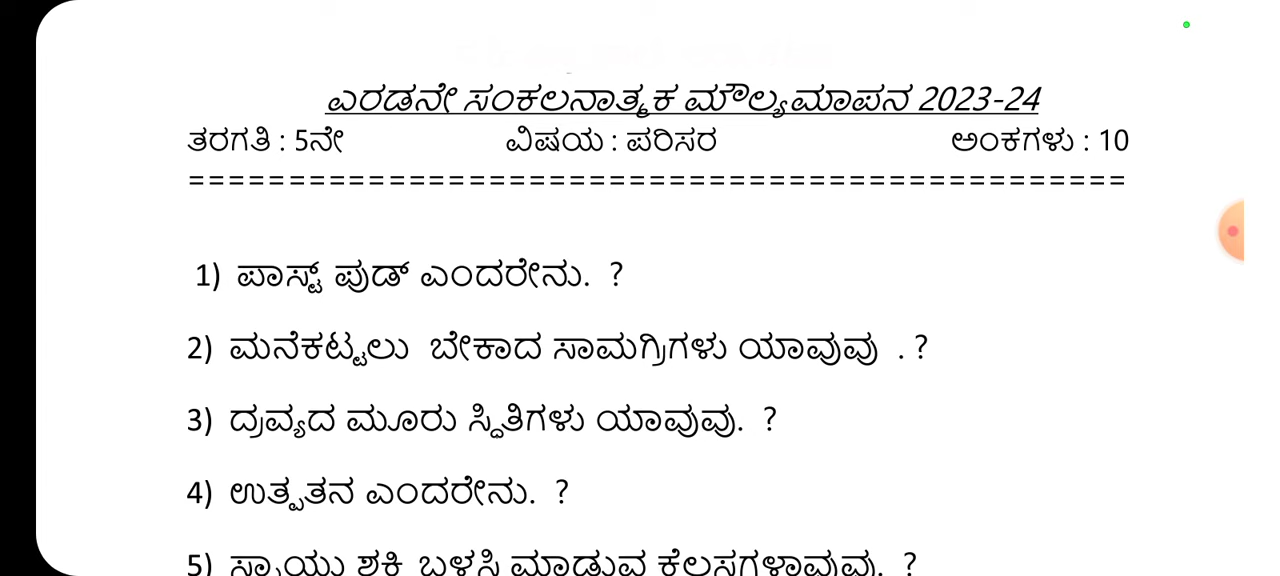 ಎರಡನೇ ಸಂಕಲನಾತ್ಮಕ ಮೌಲ್ಯಮಾಪನ 2023-24
ತರಗತಿ : 5ನೇ ವಿಷಯ : ಪರಿಸರ ಅಂಕಗಳು : 10
===============================================
1) ಪಾಸ್ಟ್ ಪುಡ್ ಎಂದರೇನು. ?
2) ಮನೆಕಟ್ಟಲು ಬೇಕಾದ ಸಾಮಗ್ರಿಗಳು ಯಾವುವು . ?
3) ದ್ರವ್ಯದ ಮೂರು ಸ್ಥಿತಿಗಳು ಯಾವುವು. ?
4) ಉತ್ಪತನ ಎಂದರೇನು. ?
5) ಸ್ನಾಯು ಶಕ್ತಿ ಬಳಸಿ ಮಾಡುವ ಕೆಲಸಗಳಾವುವು. ?